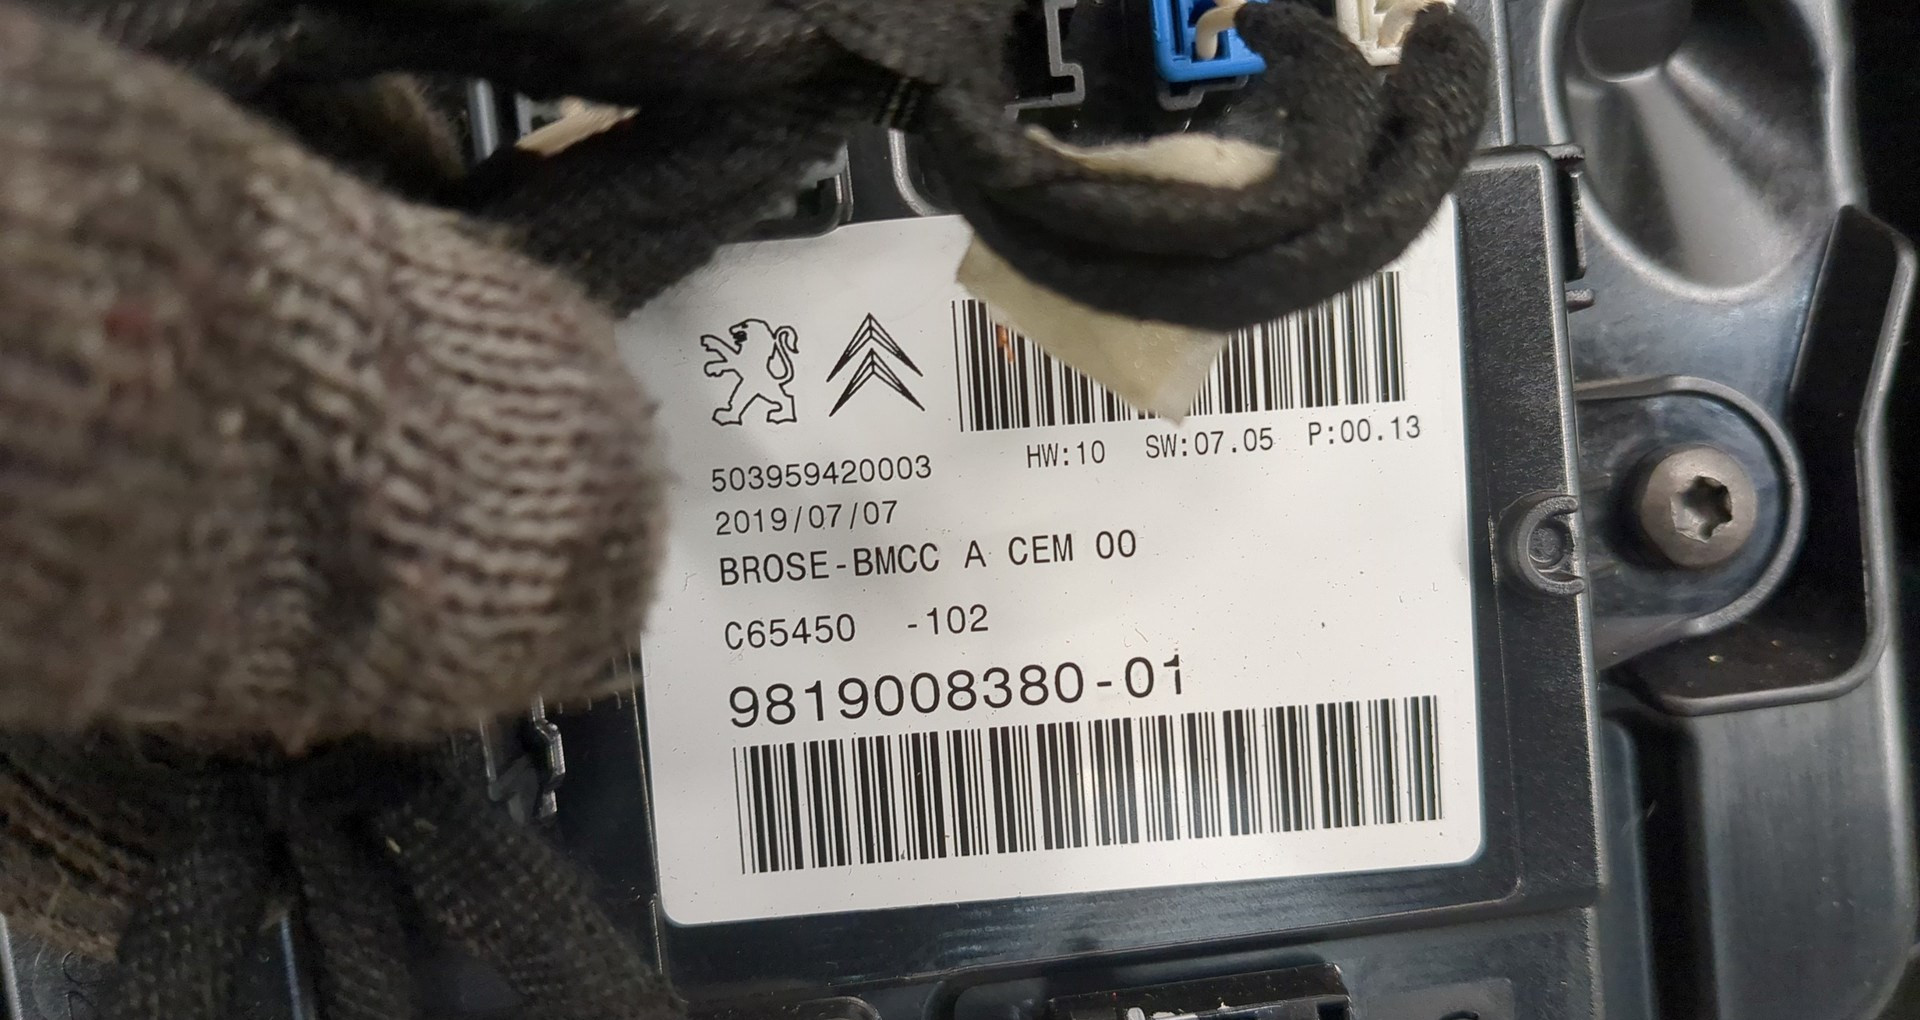 HW:10 SW:07.05 P:00.13
503959420003
2019/07/07
BROSE-BMCC A CEM 00
C65450 -102
9819008380-01